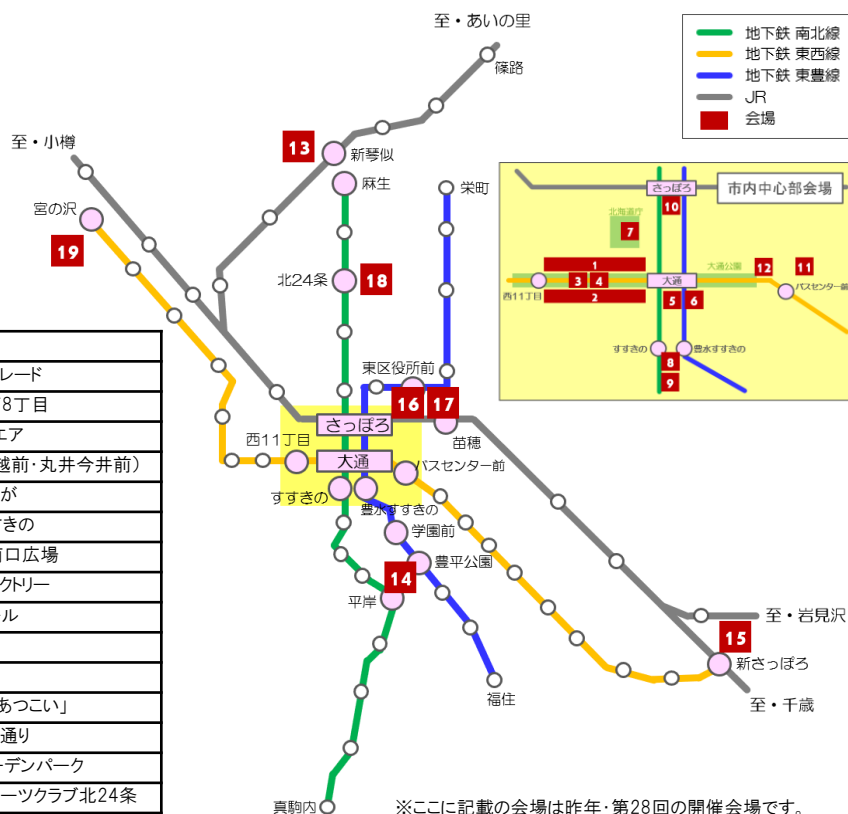 至・あいの里
篠路
地下鉄 南北線
地下鉄 東西線
地下鉄 東豊線
JR
会場
至・小樽
13
新琴似
麻生
栄町
宮の沢
19
北24条
18
市内中心部会場
さっぽろ
10
北海道庁
7
1
大通公園
12
11
西11丁目
3
4
大通
バスセンター前
2
5
6
すすきの
豊水すすきの
8
9
レード
8丁目
エア
越前・丸井今井前）
が
きの
南口広場
クトリー
ール
あつこい」
通り
ーデンパーク
ーツクラブ北24条
東区役所前
16
17
さっぽろ
苗穂
西11丁目
大通
バスセンター前
すすきの
豊水すすきの
学園前
豊平公園
14
平岸
至・岩見沢
15
新さっぽろ
福住
至・千歳
真駒内
※ここに記載の会場は昨年・第28回の開催会場です。